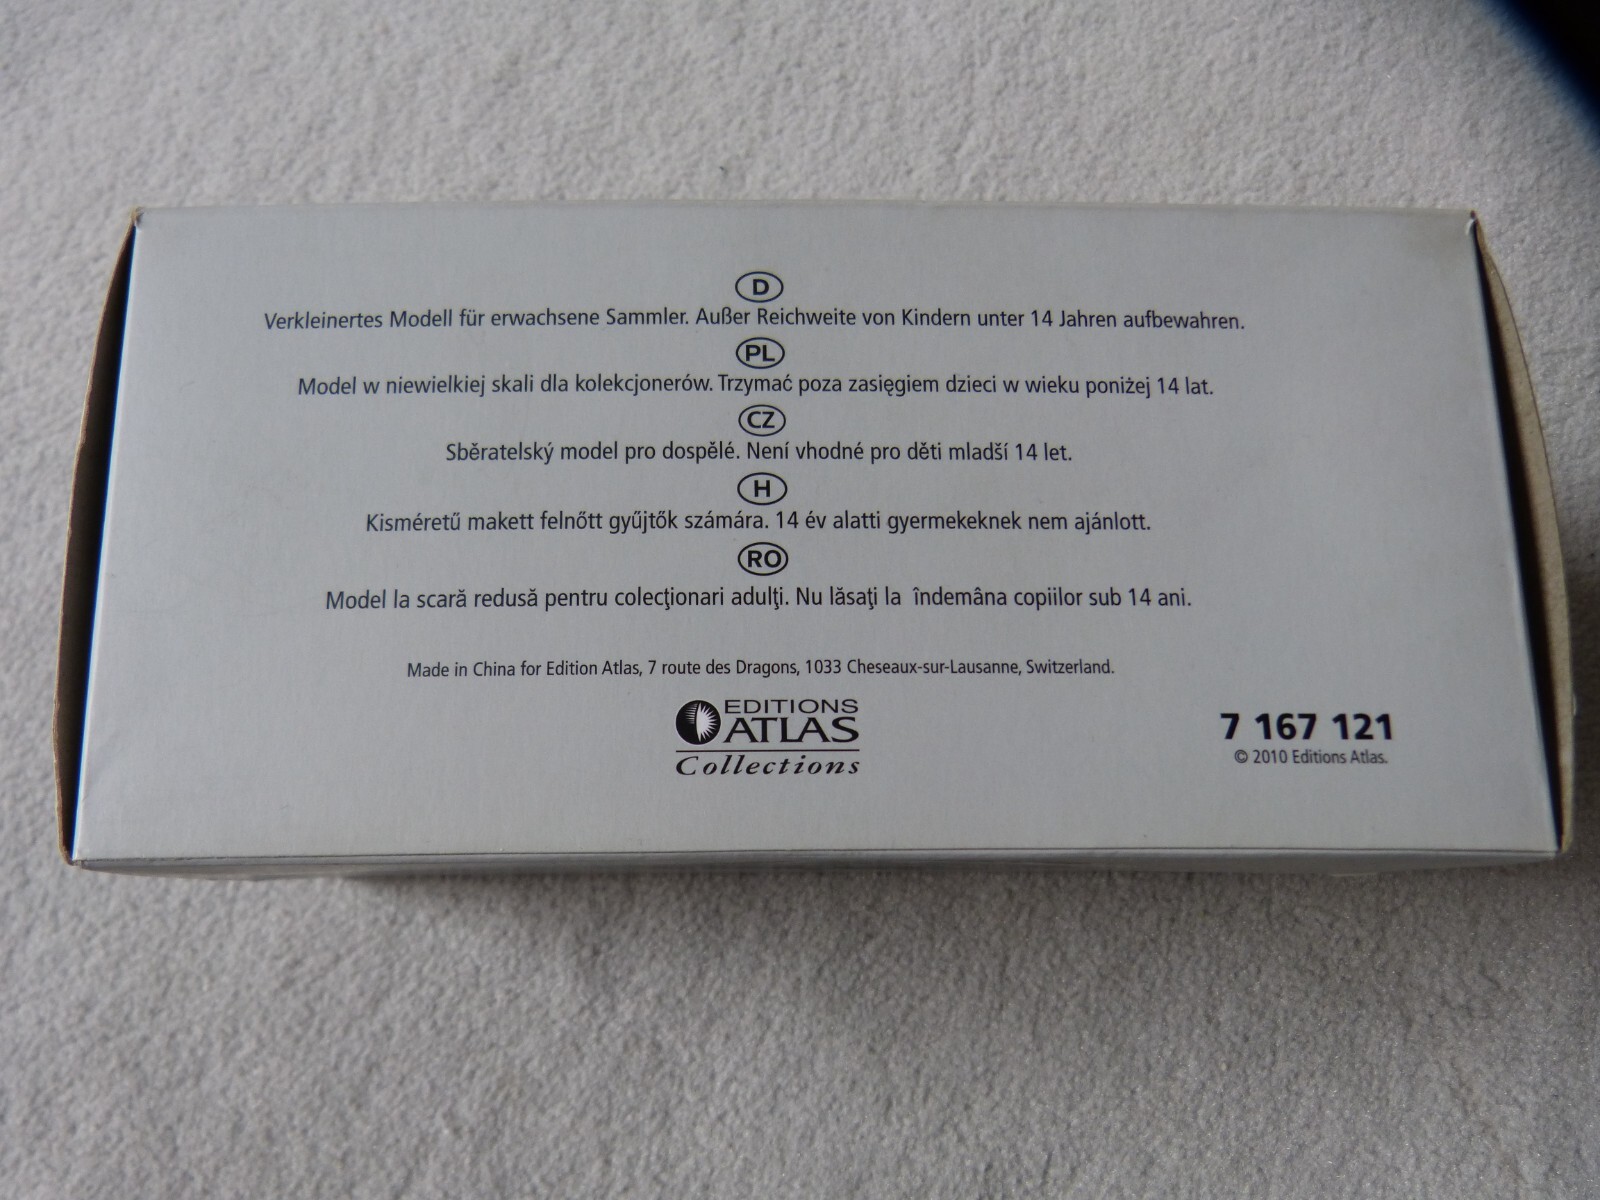 D
Verkleinertes Modell für erwachsene Sammler. Außer Reichweite von Kindern unter 14 Jahren aufbewahren.
PL
Model w niewielkiej skali dla kolekcjonerów. Trzymać poza zasięgiem dzieci w wieku poniżej 14 lat.
CZ
Sběratelský model pro dospělé. Není vhodné pro děti mladší 14 let.
H
Kisméretű makett felnőtt gyűjtők számára. 14 év alatti gyermekeknek nem ajánlott.
RO
Model la scară redusă pentru colecţionari adulţi. Nu lăsaţi la îndemâna copiilor sub 14 ani.
Made in China for Edition Atlas, 7 route des Dragons, 1033 Cheseaux-sur-Lausanne, Switzerland.
EDITIONS
ATLAS
Collections
7 167 121
© 2010 Editions Atlas.